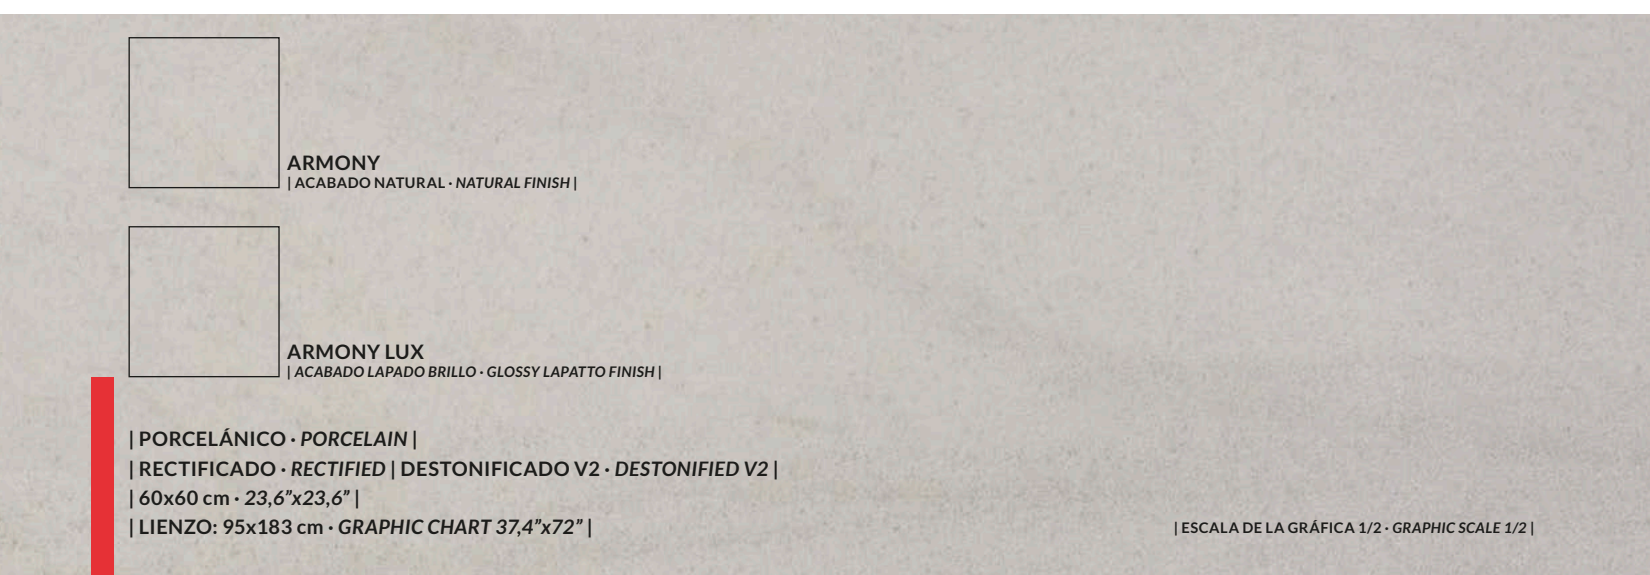 ARMONY
| ACABADO NATURAL · NATURAL FINISH |
ARMONY LUX
| ACABADO LAPADO BRILLO · GLOSSY LAPATTO FINISH |
| PORCELÁNICO · PORCELAIN |
| RECTIFICADO · RECTIFIED | DESTONIFICADO V2 · DESTONIFIED V2 |
| 60x60 cm · 23,6”x23,6” |
| LIENZO: 95x183 cm · GRAPHIC CHART 37,4”x72” |
| ESCALA DE LA GRÁFICA 1/2 · GRAPHIC SCALE 1/2 |